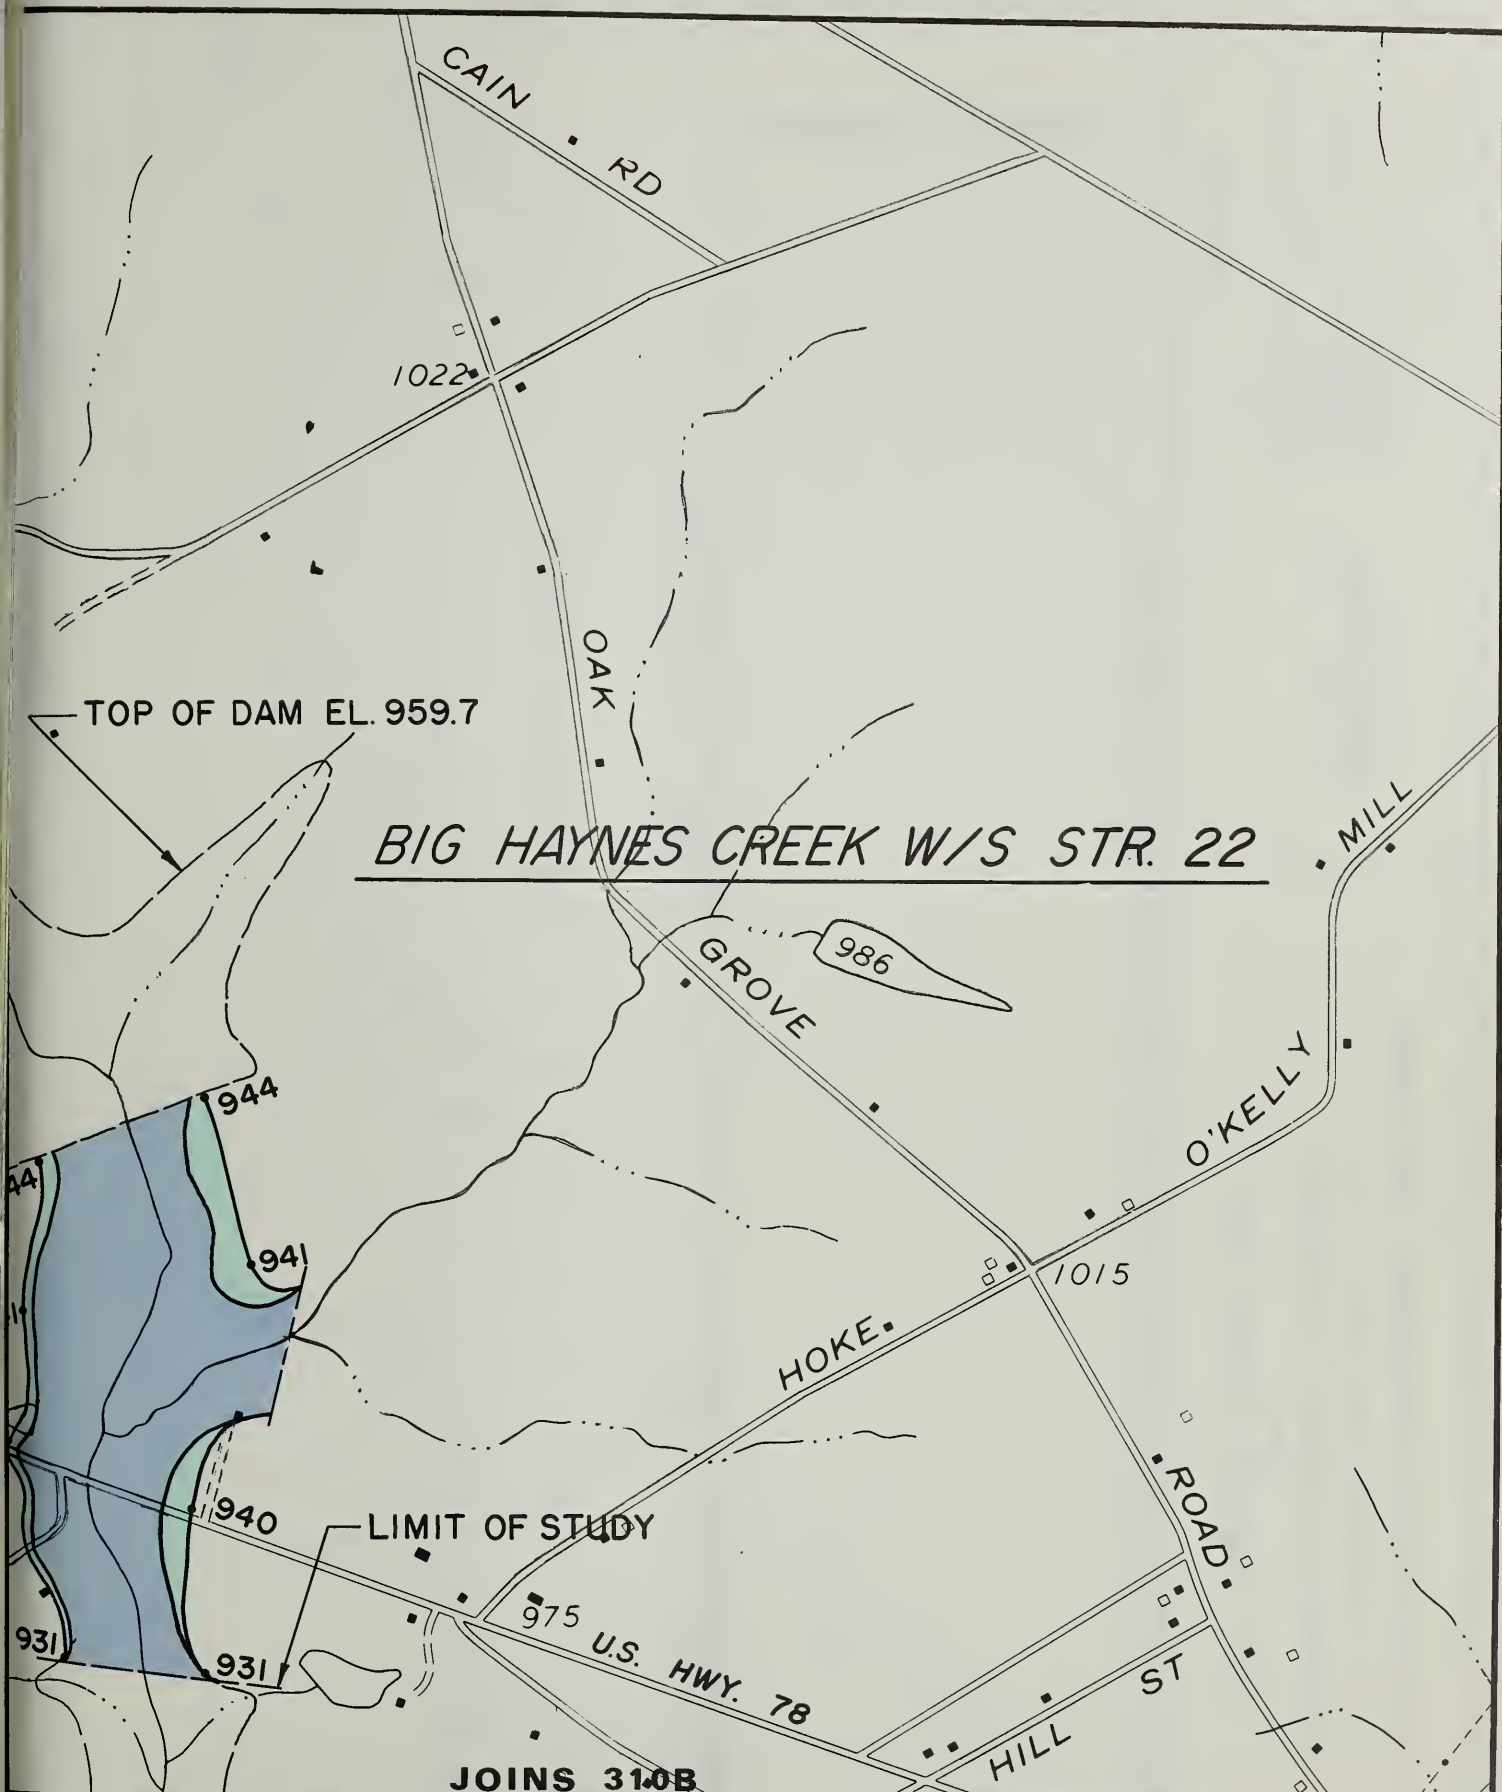 CAIN RD
1022
OAK
TOP OF DAM EL. 959.7
MILL
BIG HAYNES CREEK W/S STR. 22
986
GROVE
O'KELLY
944
44
941
1015
HOKE
940
LIMIT OF STUDY
ROAD
975
931
931
U.S. HWY. 78
HILL ST
JOINS 310B